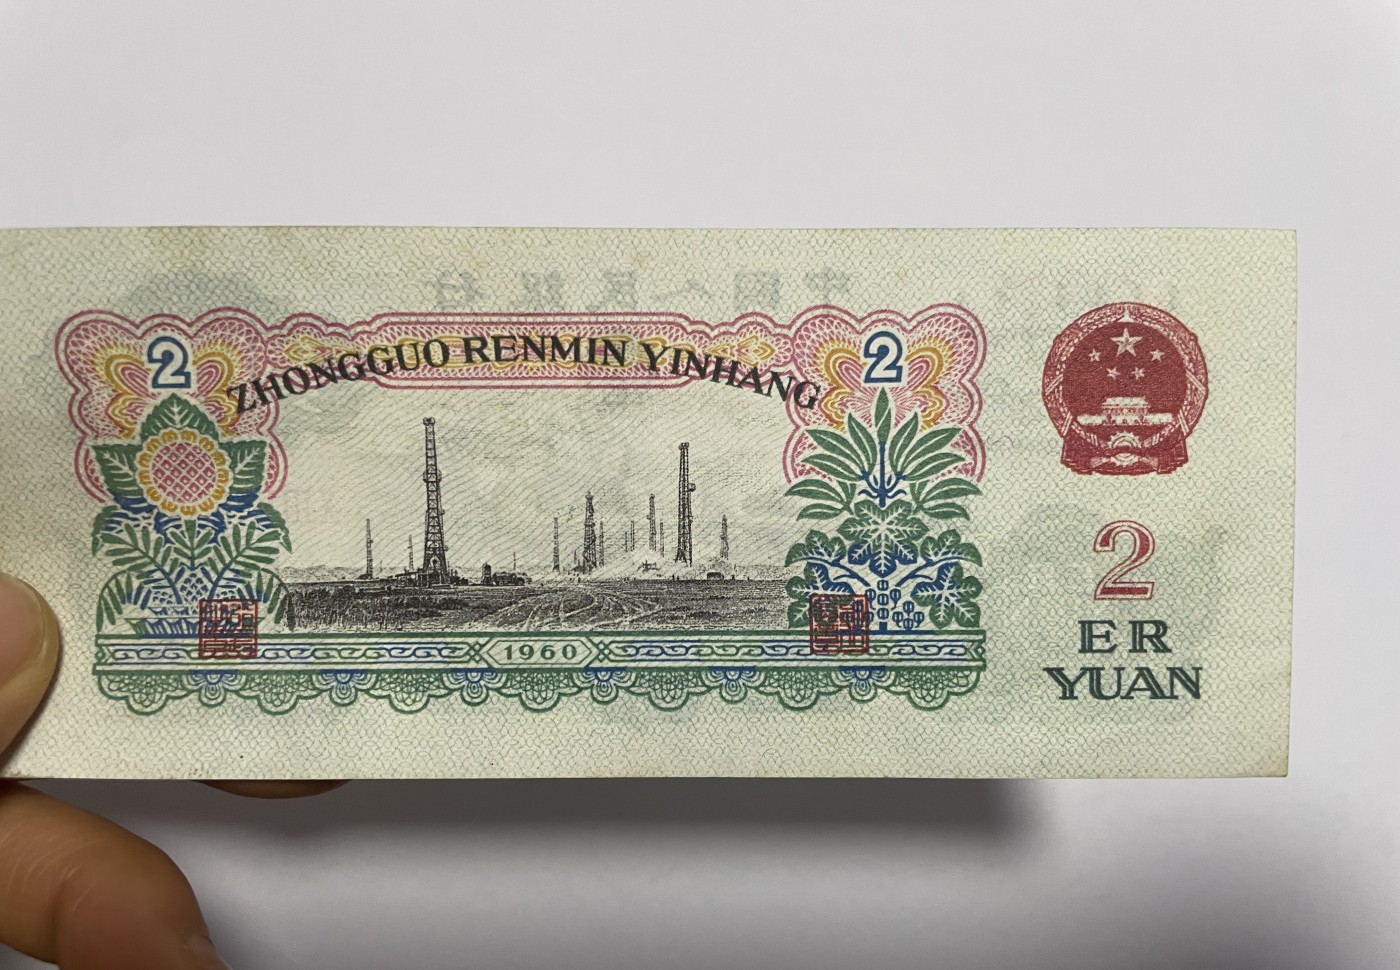 2
ZHONGGUO RENMIN YINHANG
2
1960
2
ER
YUAN